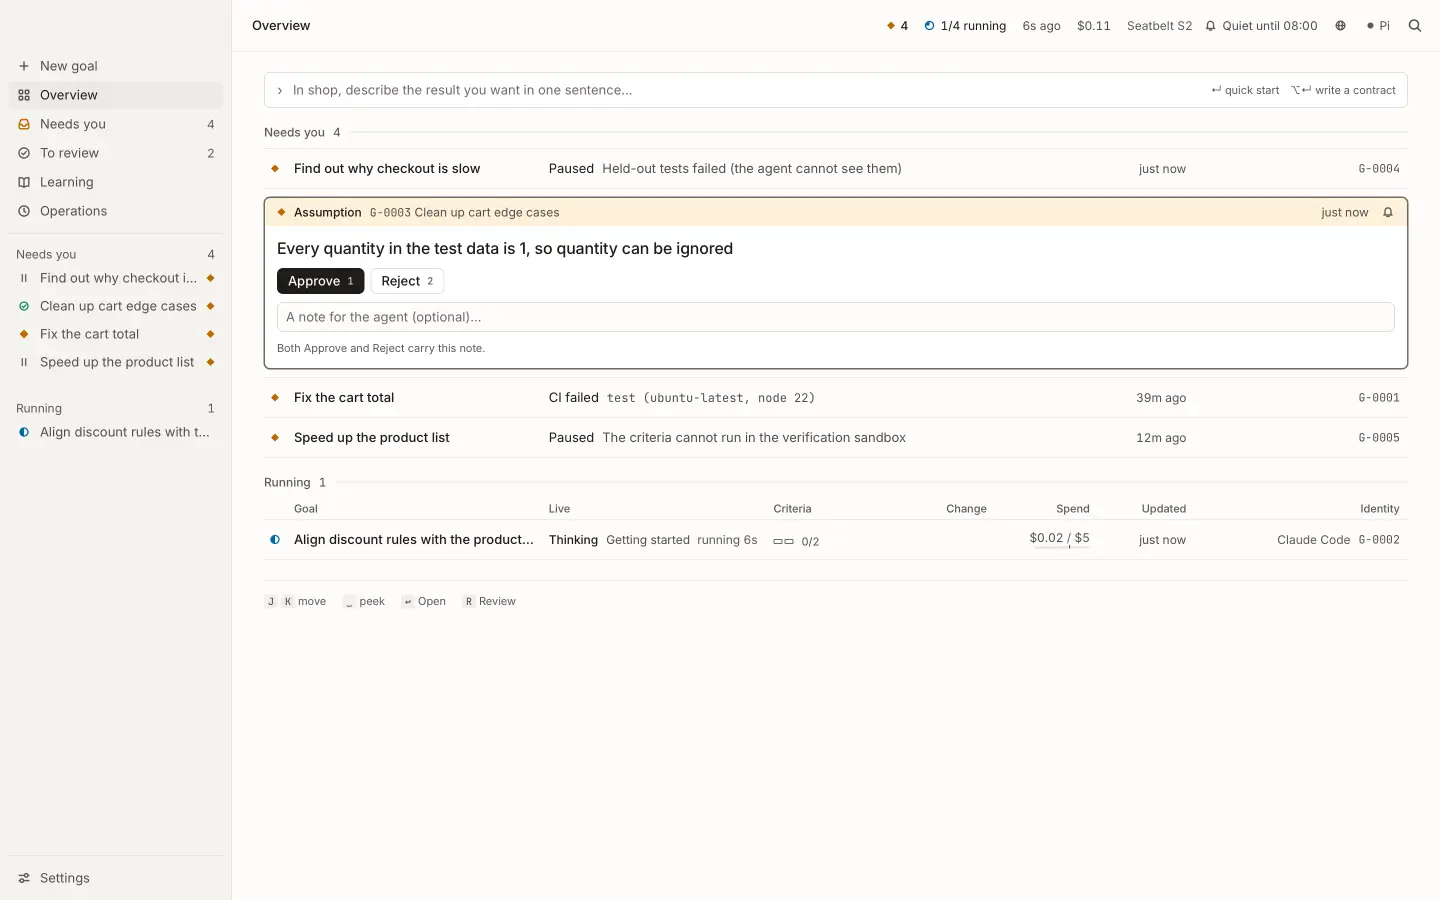 Overview
4
1/4 running
6s ago
$0.11
Seatbelt S2
Quiet until 08:00
Pi
New goal
Overview
Needs you 4
To review 2
Learning
Operations
Needs you 4
Find out why checkout i...
Clean up cart edge cases
Fix the cart total
Speed up the product list
Running 1
Align discount rules with t...
Settings
› In shop, describe the result you want in one sentence... ↵ quick start ⌥↵ write a contract
Needs you 4
Find out why checkout is slow Paused Held-out tests failed (the agent cannot see them) just now G-0004
Assumption G-0003 Clean up cart edge cases just now
Every quantity in the test data is 1, so quantity can be ignored
Approve 1 Reject 2
A note for the agent (optional)...
Both Approve and Reject carry this note.
Fix the cart total CI failed test (ubuntu-latest, node 22) 39m ago G-0001
Speed up the product list Paused The criteria cannot run in the verification sandbox 12m ago G-0005
Running 1
Goal Live Criteria Change Spend Updated Identity
Align discount rules with the product... Thinking Getting started running 6s 0/2 $0.02 / $5 just now Claude Code G-0002
J K move ␣ peek ↩ Open R Review